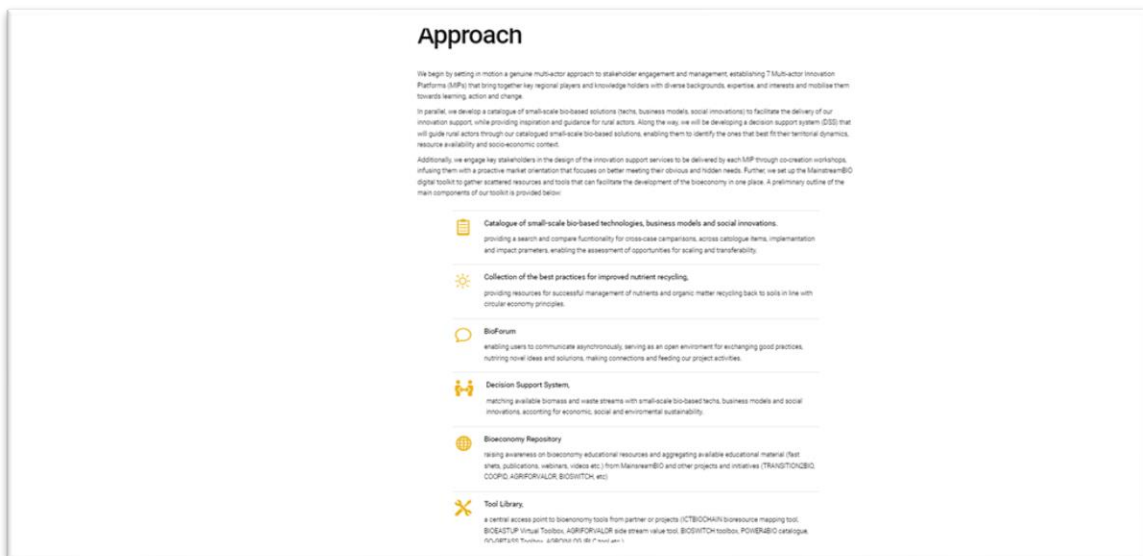 Approach
We begin by setting in motion a genuine multi-actor approach to stakeholder engagement and management, establishing 7 Multi-actor Innovation
Platforms (MIPs) that bring together key regional players and knowledge holders with diverse backgrounds, expertise, and interests and mobilise them
towards learning, action and change.
In parallel, we develop a catalogue of small-scale bio-based solutions (techs, business models, social innovations) to facilitate the delivery of our
innovation support, while providing inspiration and guidance for rural actors. Along the way, we will be developing a decision support system (DSS) that
will guide rural actors through our catalogued small-scale bio-based solutions, enabling them to identify the ones that best fit their territorial dynamics,
resource availability and socio-economic context.
Additionally, we engage key stakeholders in the design of the innovation support services to be delivered by each MIP through co-creation workshops,
infusing them with a proactive market orientation that focuses on better meeting their obvious and hidden needs. Further, we set up the MainstreamBIO
digital toolkit to gather scattered resources and tools that can facilitate the development of the bioeconomy in one place. A preliminary outline of the
main components of our toolkit is provided below:
Catalogue of small-scale bio-based technologies, business models and social innovations.
providing a search and compare fucntionality for cross-case camparisons, across catologue items, implementation
and impact prameters, enabling the assessment of opportunities for scaling and transferability.
Collection of the best practices for improved nutrient recycling,
providing resources for successful management of nutrients and organic matter recycling back to soils in line with
circular economy principles.
BioForum
enabling users to communicate asynchronously, serving as an open enviroment for exchanging good practices,
nutriring novel ideas and solurions, making connections and feeding our project activities.
Decision Support System,
matching available biomass and waste streams with small-scale bio-based techs, business models and social
innovations, accornting for economic, social and enviromental sustainability.
Bioeconomy Repository
raising awareness on bioeconomy educational resources and aggregating available educational material (fast
shets, publications, webinars, videos etc.) from MainsreamBIO and other projects and initiatives (TRANSITION2BIO,
COOPID, AGRIFORVALOR, BIOSWITCH, etc)
Tool Library,
a central access point to bioenonomy tools from partner or projects (ICTBIOCHAIN bioresource mapping tool,
BIOEASTUP Virtual Toolbox, AGRIFORVALOR side stream value tool, BIOSWITCH toolbox, POWER4BIO catalogue,